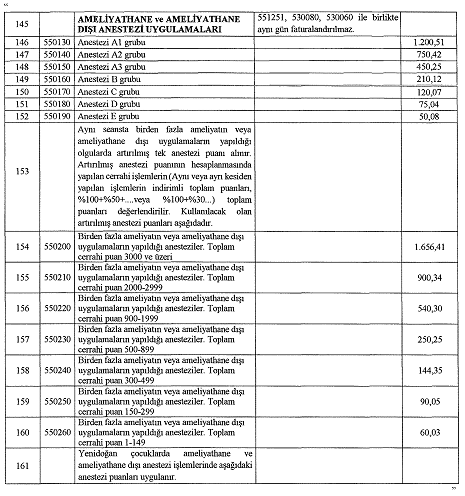 “
145 AMELİYATHANE ve AMELİYATHANE 551251, 530080, 530060 ile birlikte
DIŞI ANESTEZİ UYGULAMALARI aynı gün faturalandırılmaz.
146 550130 Anestezi A1 grubu 1.200,51
147 550140 Anestezi A2 grubu 750,42
148 550150 Anestezi A3 grubu 450,25
149 550160 Anestezi B grubu 210,12
150 550170 Anestezi C grubu 120,07
151 550180 Anestezi D grubu 75,04
152 550190 Anestezi E grubu 50,08
Aynı seansta birden fazla ameliyatın veya
ameliyathane dışı uygulamaların yapıldığı
olgularda artırılmış tek anestezi puanı alınır.
Artırılmış anestezi puanının hesaplanmasında
153 yapılan cerrahi işlemlerin (Aynı veya ayrı kesiden
yapılan işlemlerin indirimli toplam puanları,
%100+%50+....veya %100+%30...) toplam
puanları değerlendirilir. Kullanılacak olan
artırılmış anestezi puanları aşağıdadır.
Birden fazla ameliyatın veya ameliyathane dışı
154 550200 uygulamaların yapıldığı anesteziler. Toplam 1.656,41
cerrahi puan 3000 ve üzeri
Birden fazla ameliyatın veya ameliyathane dışı
155 550210 uygulamaların yapıldığı anesteziler. Toplam 900,34
cerrahi puan 2000-2999
Birden fazla ameliyatın veya ameliyathane dışı
156 550220 uygulamaların yapıldığı anesteziler. Toplam 540,30
cerrahi puan 900-1999
Birden fazla ameliyatın veya ameliyathane dışı
157 550230 uygulamaların yapıldığı anesteziler. Toplam 250,25
cerrahi puan 500-899
Birden fazla ameliyatın veya ameliyathane dışı
158 550240 uygulamaların yapıldığı anesteziler. Toplam 144,35
cerrahi puan 300-499
Birden fazla ameliyatın veya ameliyathane dışı
159 550250 uygulamaların yapıldığı anesteziler. Toplam 90,05
cerrahi puan 150-299
Birden fazla ameliyatın veya ameliyathane dışı
160 550260 uygulamaların yapıldığı anesteziler. Toplam 60,03
cerrahi puan 1-149
Yenidoğan çocuklarda ameliyathane ve
161 ameliyathane dışı anestezi işlemlerinde aşağıdaki
anestezi puanları uygulanır.
”